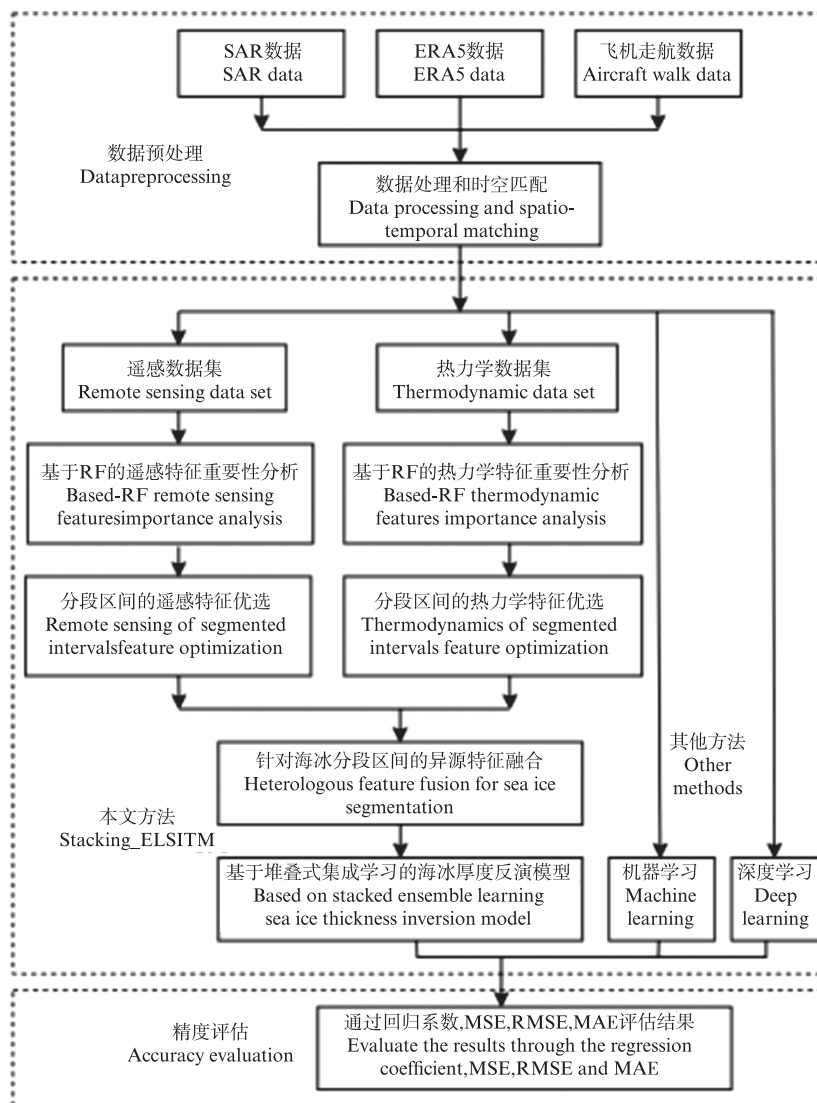 SAR数据
SAR data
ERA5数据
ERA5 data
飞机走航数据
Aircraft walk data
数据预处理
Datapreprocessing
数据处理和时空匹配
Data processing and spatio-
temporal matching
遥感数据集
Remote sensing data set
热力学数据集
Thermodynamic data set
基于RF的遥感特征重要性分析
Based-RF remote sensing
featuresimportance analysis
基于RF的热力学特征重要性分析
Based-RF thermodynamic
features importance analysis
分段区间的遥感特征优选
Remote sensing of segmented
intervalsfeature optimization
分段区间的热力学特征优选
Thermodynamics of segmented
intervals feature optimization
针对海冰分段区间的异源特征融合
Heterologous feature fusion for sea ice
segmentation
其他方法
Other
methods
本文方法
Stacking_ELSITM
基于堆叠式集成学习的海冰厚度反演模型
Based on stacked ensemble learning
sea ice thickness inversion model
机器学习
Machine
learning
深度学习
Deep
learning
精度评估
Accuracy evaluation
通过回归系数,MSE,RMSE,MAE评估结果
Evaluate the results through the regression
coefficient,MSE,RMSE and MAE